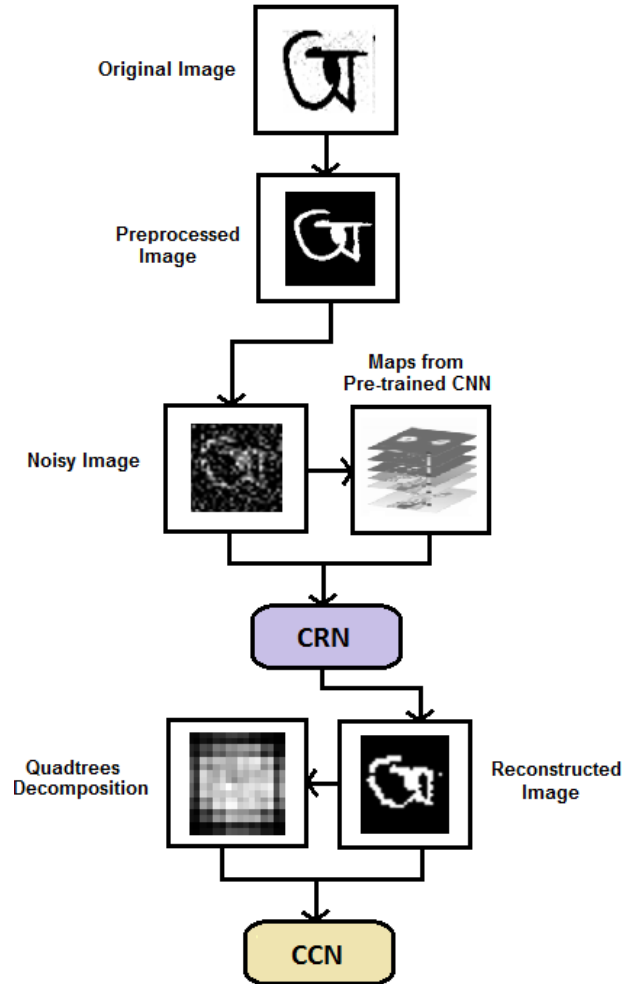 Original Image
অ
Preprocessed
Image
অ
Maps from
Pre-trained CNN
Noisy Image
অ
CRN
Quadtrees
Decomposition
অ
Reconstructed
Image
CCN